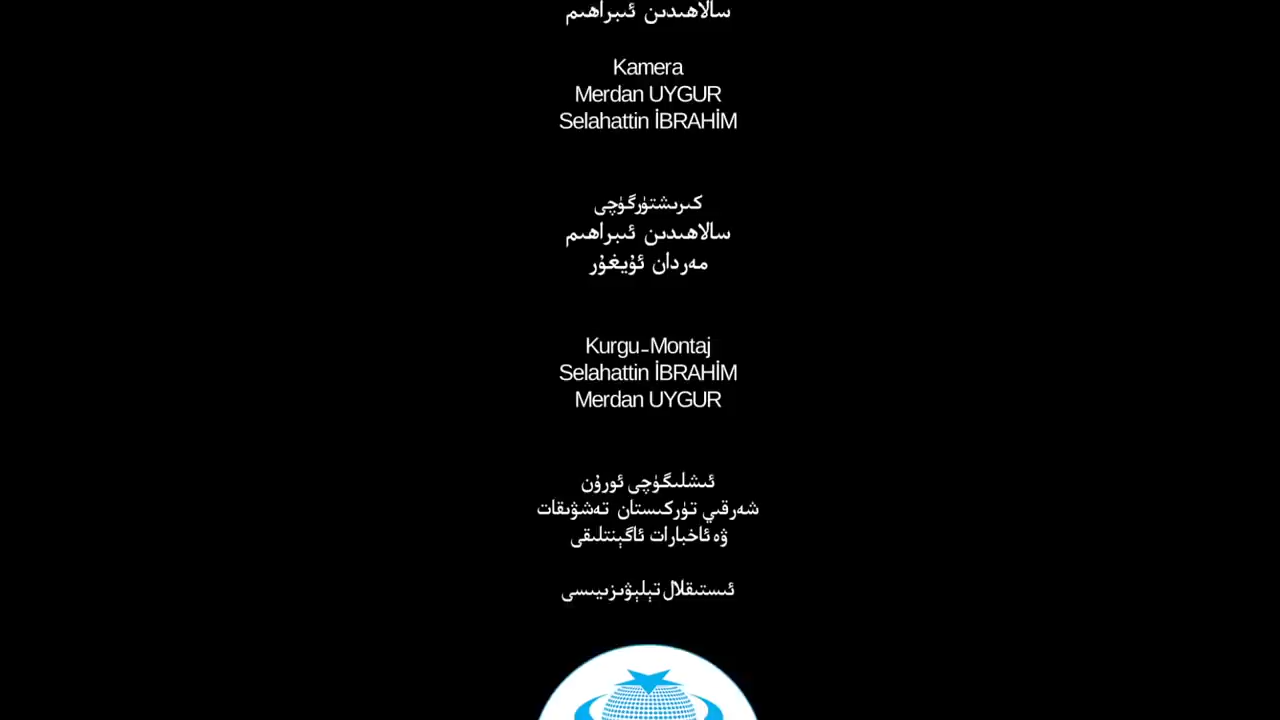 سالاھىدىن ئىبراھىم
Kamera
Merdan UYGUR
Selahattin İBRAHİM
كىرىشتۈرگۈچى
سالاھىدىن ئىبراھىم
مەردان ئۇيغۇر
Kurgu-Montaj
Selahattin İBRAHİM
Merdan UYGUR
ئىشلىگۈچى ئورۇن
شەرقىي تۈركىستان تەشۋىقات
ۋە ئاخبارات ئاگېنتلىقى
ئىستىقلال تېلېۋىزىيىسى